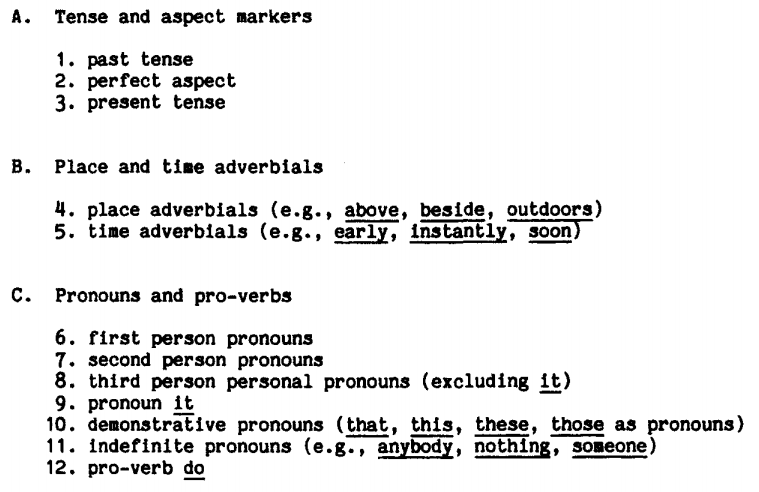 A. Tense and aspect markers
1. past tense
2. perfect aspect
3. present tense
B. Place and time adverbials
4. place adverbials (e.g., above, beside, outdoors)
5. time adverbials (e.g., early, instantly, soon)
C. Pronouns and pro-verbs
6. first person pronouns
7. second person pronouns
8. third person personal pronouns (excluding it)
9. pronoun it
10. demonstrative pronouns (that, this, these, those as pronouns)
11. indefinite pronouns (e.g., anybody, nothing, someone)
12. pro-verb do